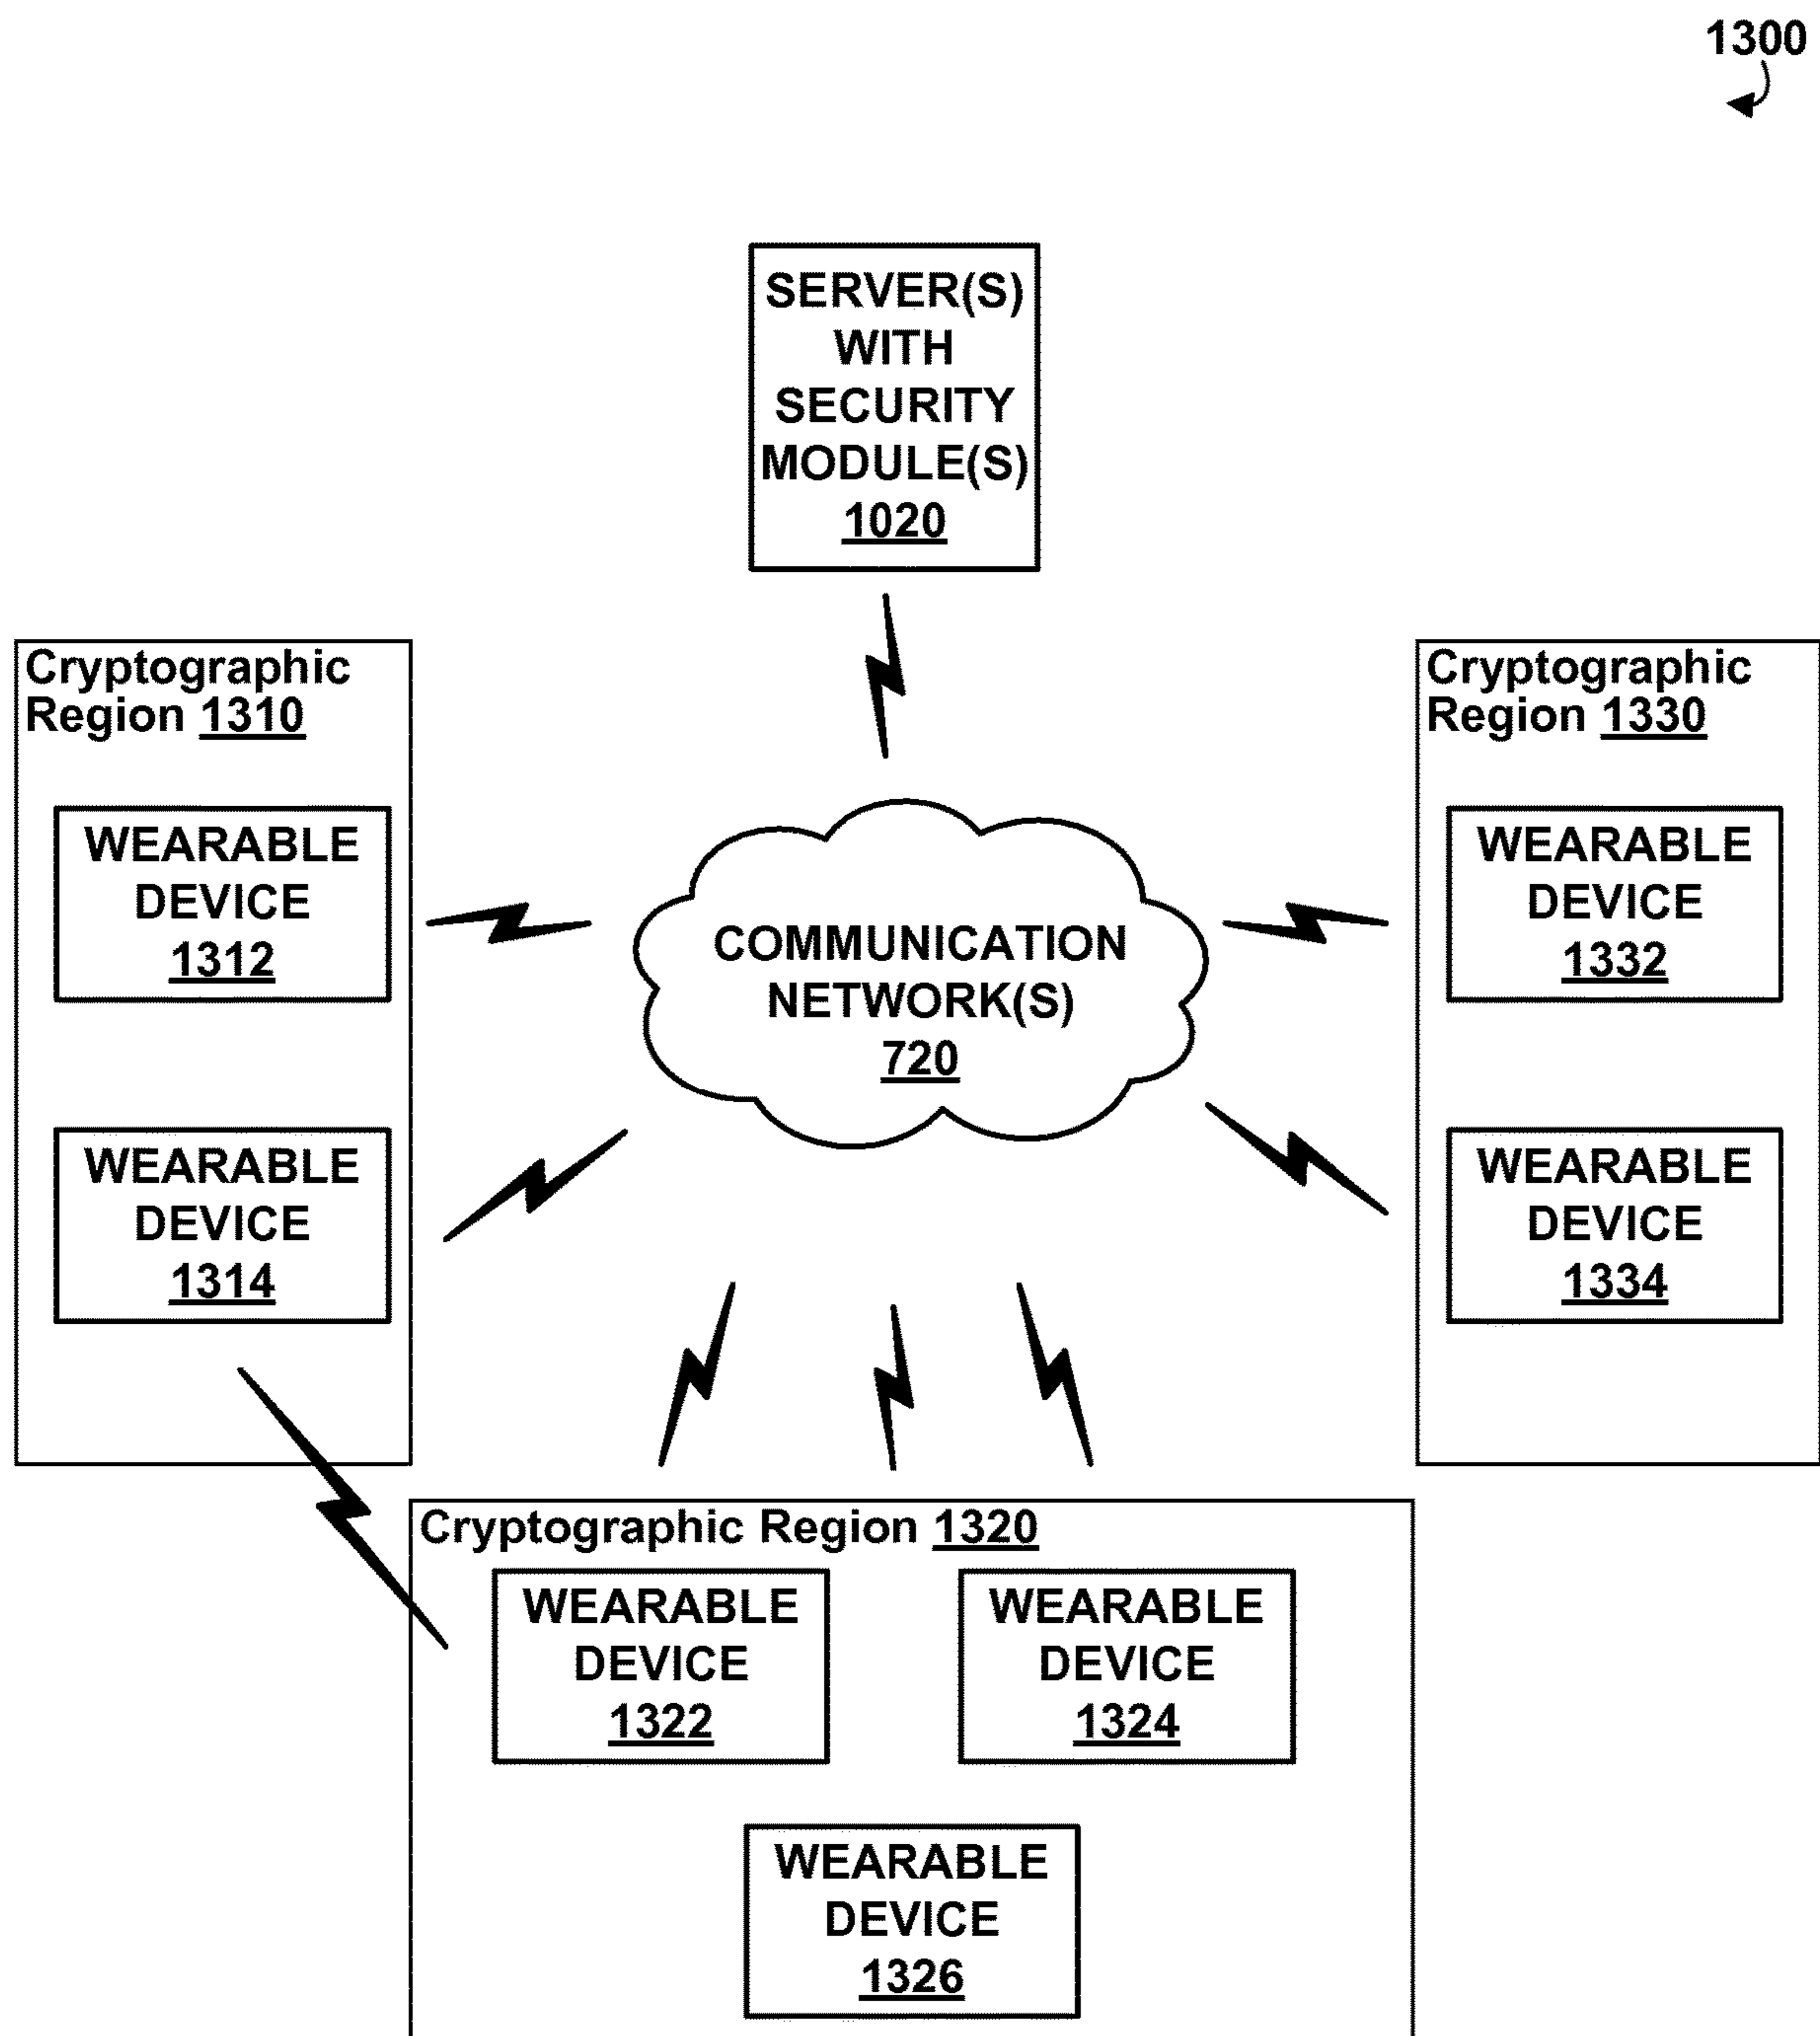 1300
SERVER(S)
WITH
SECURITY
MODULE(S)
1020
Cryptographic
Region 1310
WEARABLE
DEVICE
1312
WEARABLE
DEVICE
1314
COMMUNICATION
NETWORK(S)
720
Cryptographic
Region 1330
WEARABLE
DEVICE
1332
WEARABLE
DEVICE
1334
Cryptographic Region 1320
WEARABLE
DEVICE
1322
WEARABLE
DEVICE
1324
WEARABLE
DEVICE
1326